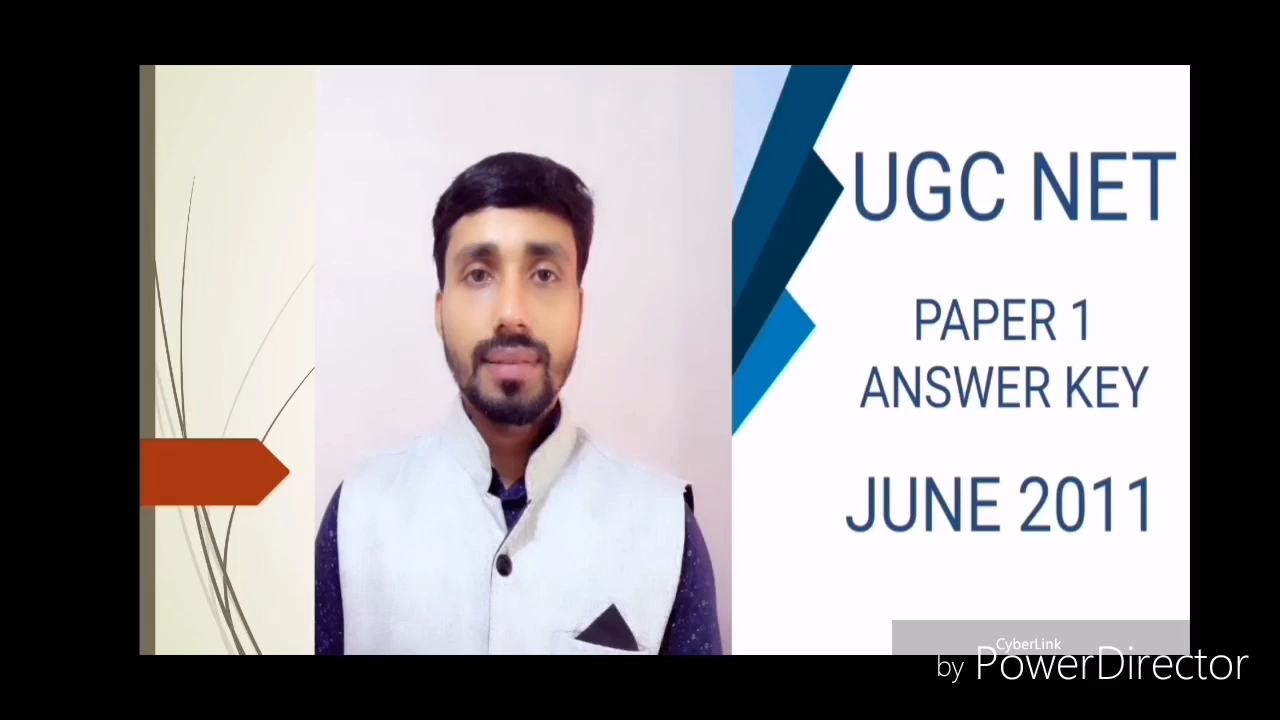 UGC NET
PAPER 1
ANSWER KEY
JUNE 2011
CyberLink
by PowerDirector